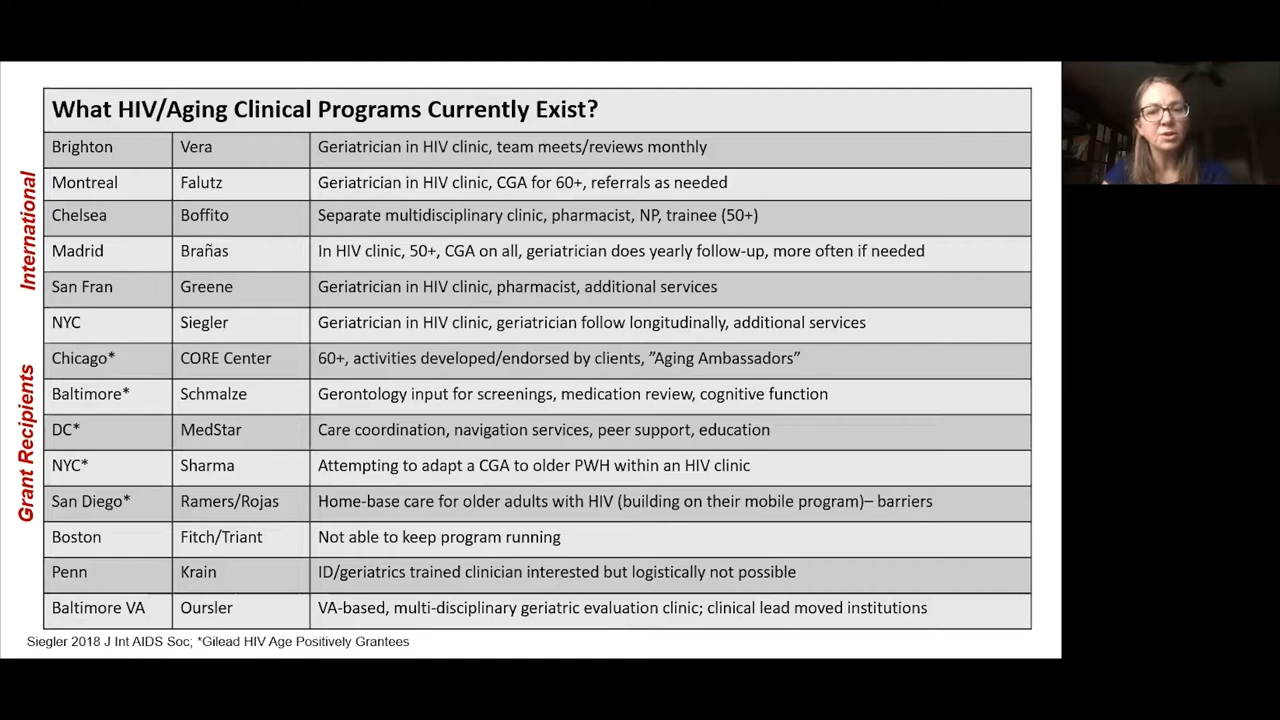 What HIV/Aging Clinical Programs Currently Exist?
International
Brighton Vera Geriatrician in HIV clinic, team meets/reviews monthly
Montreal Falutz Geriatrician in HIV clinic, CGA for 60+, referrals as needed
Chelsea Boffito Separate multidisciplinary clinic, pharmacist, NP, trainee (50+)
Madrid Brañas In HIV clinic, 50+, CGA on all, geriatrician does yearly follow-up, more often if needed
San Fran Greene Geriatrician in HIV clinic, pharmacist, additional services
NYC Siegler Geriatrician in HIV clinic, geriatrician follow longitudinally, additional services
Grant Recipients
Chicago* CORE Center 60+, activities developed/endorsed by clients, ”Aging Ambassadors”
Baltimore* Schmalze Gerontology input for screenings, medication review, cognitive function
DC* MedStar Care coordination, navigation services, peer support, education
NYC* Sharma Attempting to adapt a CGA to older PWH within an HIV clinic
San Diego* Ramers/Rojas Home-base care for older adults with HIV (building on their mobile program)– barriers
Boston Fitch/Triant Not able to keep program running
Penn Krain ID/geriatrics trained clinician interested but logistically not possible
Baltimore VA Oursler VA-based, multi-disciplinary geriatric evaluation clinic; clinical lead moved institutions
Siegler 2018 J Int AIDS Soc; *Gilead HIV Age Positively Grantees